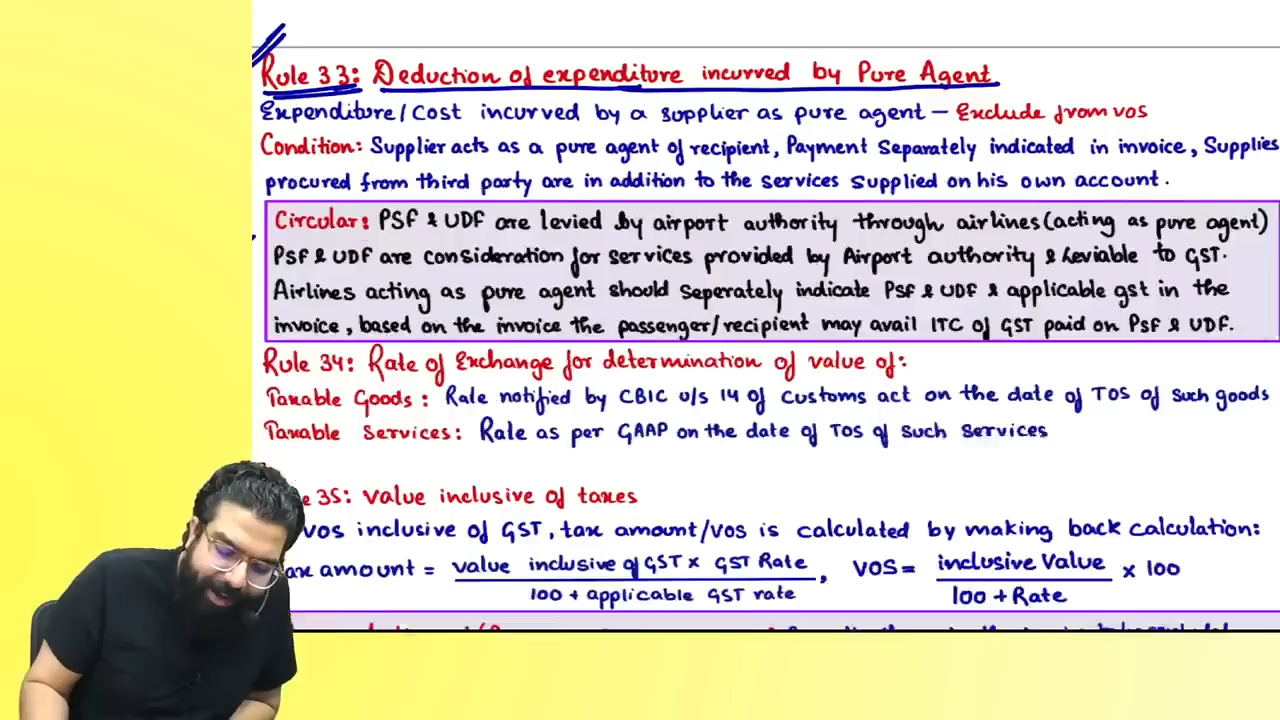 Rule 33: Deduction of expenditure incurred by Pure Agent
Expenditure/Cost incurred by a supplier as pure agent – Exclude from vos
Condition: Supplier acts as a pure agent of recipient, Payment Separately indicated in invoice, Supplies
procured from third party are in addition to the services supplied on his own account.
Circular: PSF & UDF are levied by airport authority through airlines (acting as pure agent)
PSF & UDF are consideration for services provided by Airport authority & leviable to GST.
Airlines acting as pure agent should seperately indicate PSF & UDF & applicable gst in the
invoice, based on the invoice the passenger/recipient may avail ITC of GST paid on PSF & UDF.
Rule 34: Rate of Exchange for determination of value of:
Taxable Goods: Rate notified by CBIC u/s 14 of Customs act on the date of TOS of such goods
Taxable Services: Rate as per GAAP on the date of TOS of such services
e 35: Value inclusive of taxes
vos inclusive of GST, tax amount/vos is calculated by making back calculation:
ax amount = value inclusive of GST x GST Rate / 100 + applicable GST rate, VOS = inclusive Value / 100 + Rate x 100